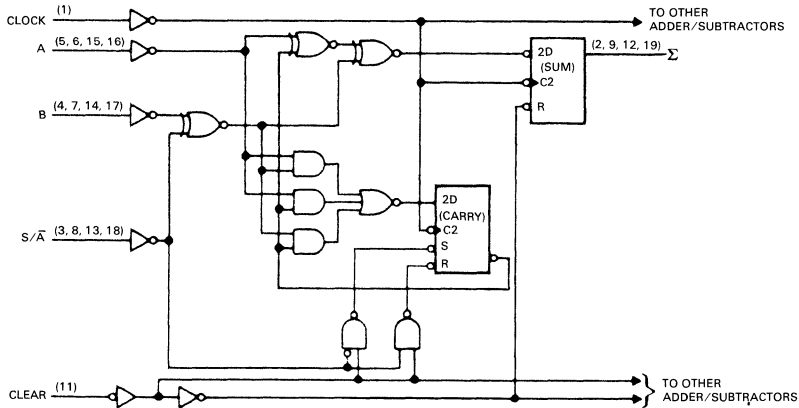 CLOCK (1)
TO OTHER
ADDER/SUBTRACTORS
A (5, 6, 15, 16)
2D
(SUM)
C2
R
(2, 9, 12, 19) Σ
B (4, 7, 14, 17)
2D
(CARRY)
C2
S
R
S/A̅ (3, 8, 13, 18)
CLEAR (11)
TO OTHER
ADDER/SUBTRACTORS